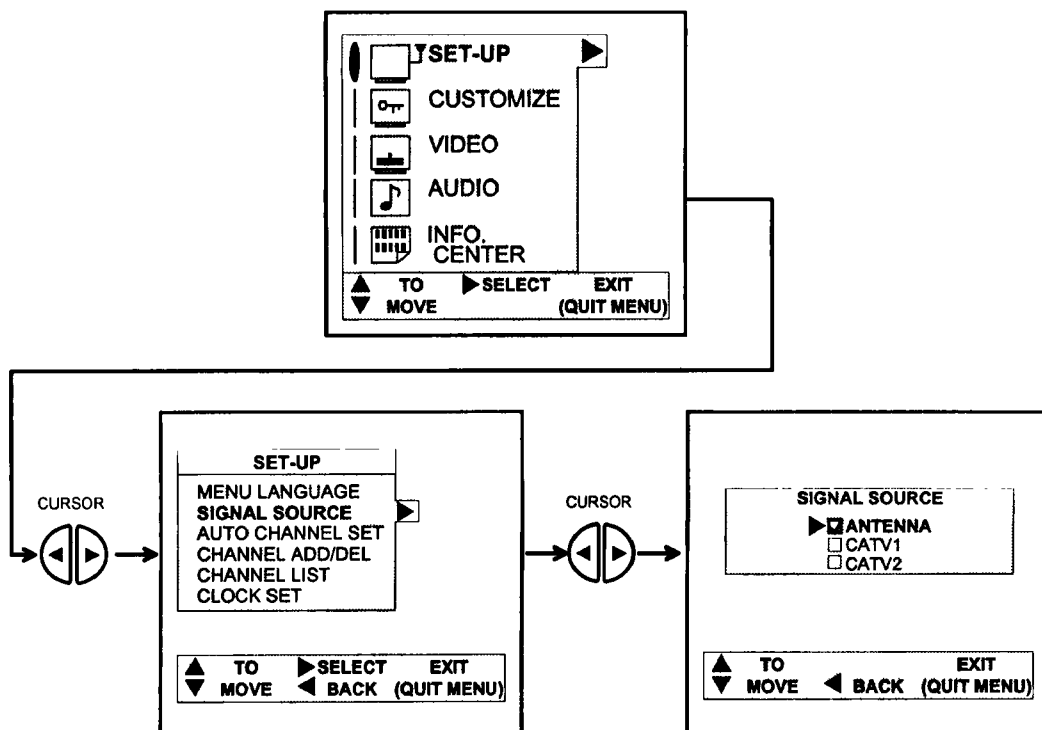 SET-UP
CUSTOMIZE
VIDEO
AUDIO
INFO.
CENTER
TO SELECT EXIT
MOVE (QUIT MENU)
CURSOR
SET-UP
MENU LANGUAGE
SIGNAL SOURCE
AUTO CHANNEL SET
CHANNEL ADD/DEL
CHANNEL LIST
CLOCK SET
TO SELECT EXIT
MOVE BACK (QUIT MENU)
CURSOR
SIGNAL SOURCE
ANTENNA
CATV1
CATV2
TO EXIT
MOVE BACK (QUIT MENU)